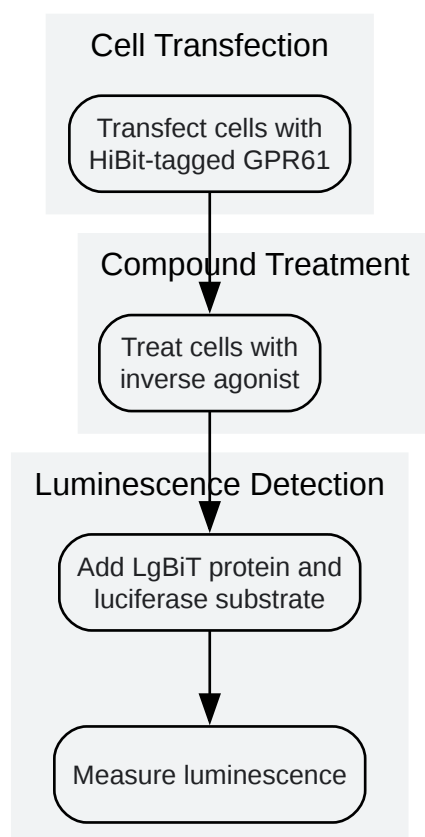 Cell Transfection
Transfect cells with
HiBit-tagged GPR61
Compound Treatment
Treat cells with
inverse agonist
Luminescence Detection
Add LgBiT protein and
luciferase substrate
Measure luminescence